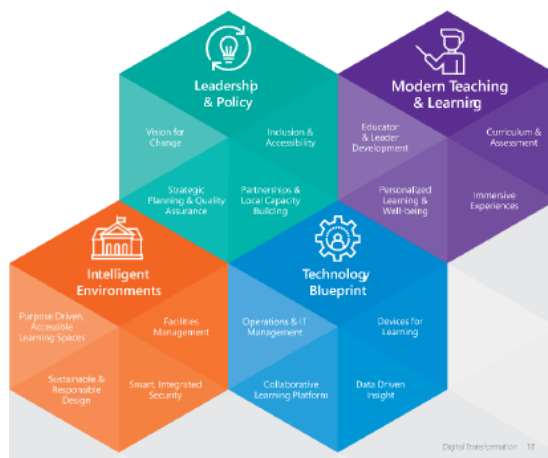 Leadership
& Policy
Vision for
Change
Inclusion &
Accessibility
Strategic
Planning & Quality
Assurance
Partnerships &
Local Capacity
Building
Modern Teaching
& Learning
Educator
& Leader
Development
Curriculum &
Assessment
Personalized
Learning &
Well-being
Immersive
Experiences
Intelligent
Environments
Purpose Driven,
Accessible
Learning Spaces
Facilities
Management
Sustainable &
Responsible
Design
Smart, Integrated
Security
Technology
Blueprint
Operations & IT
Management
Devices for
Learning
Collaborative
Learning Platform
Data Driven
Insight
Digital Transformation 17